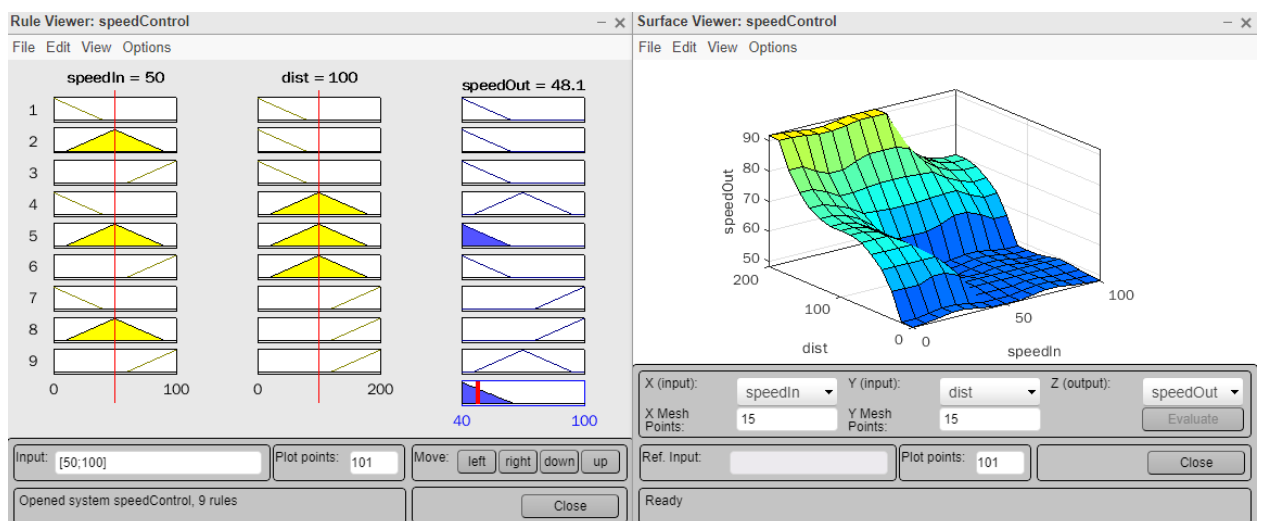 Rule Viewer: speedControl
File Edit View Options
speedIn = 50
dist = 100
speedOut = 48.1
1
2
3
4
5
6
7
8
9
0 100
0 200
40 100
Input: [50;100]
Plot points: 101
Move: left right down up
Opened system speedControl, 9 rules
Close
Surface Viewer: speedControl
File Edit View Options
90
80
70
60
50
speedOut
200
100
0
dist
0
50
100
speedIn
X (input): speedIn
Y (input): dist
Z (output): speedOut
X Mesh
Points: 15
Y Mesh
Points: 15
Evaluate
Ref. Input:
Plot points: 101
Close
Ready